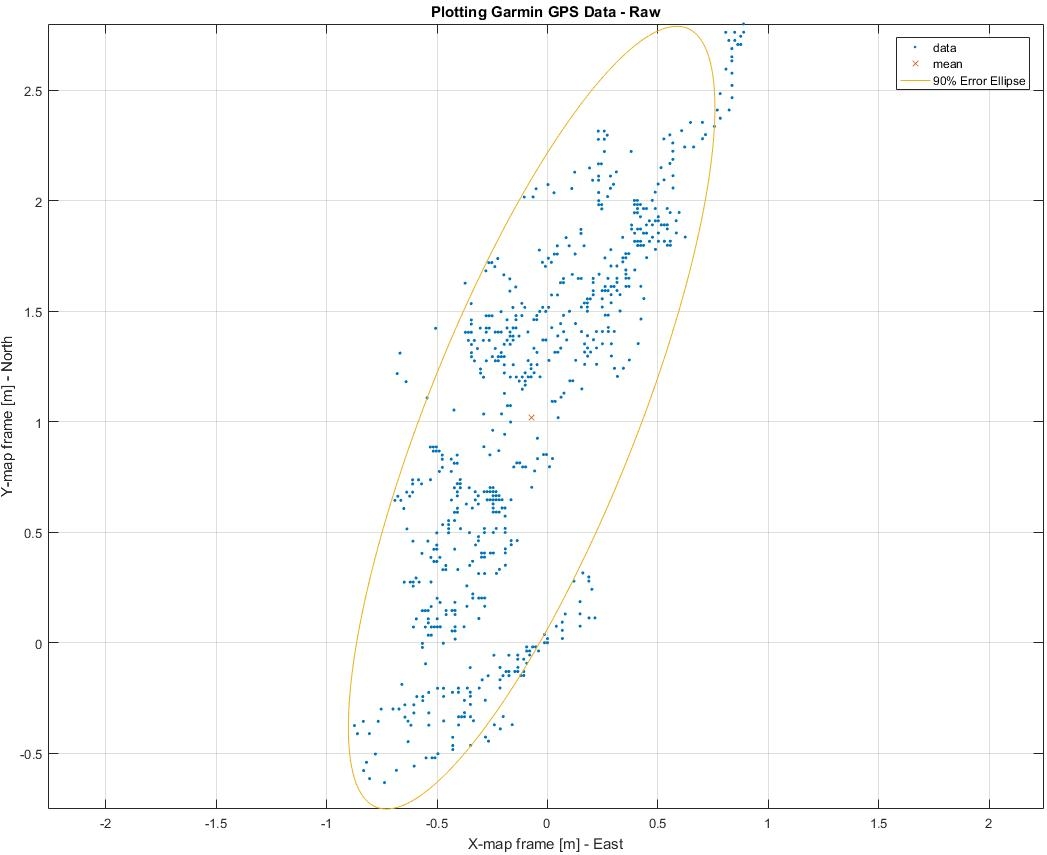 Plotting Garmin GPS Data - Raw
data
mean
90% Error Ellipse
2.5
2
1.5
1
0.5
0
-0.5
Y-map frame [m] - North
-2 -1.5 -1 -0.5 0 0.5 1 1.5 2
X-map frame [m] - East